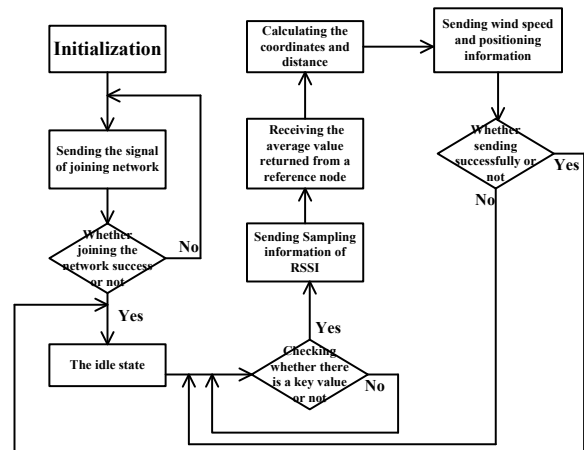 Initialization
Sending the signal
of joining network
Whether
joining the
network success
or not
No
Yes
The idle state
Checking
whether there
is a key value
or not
No
Yes
Sending Sampling
information of
RSSI
Receiving the
average value
returned from a
reference node
Calculating the
coordinates and
distance
Sending wind speed
and positioning
information
Whether
sending
successfully or
not
Yes
No